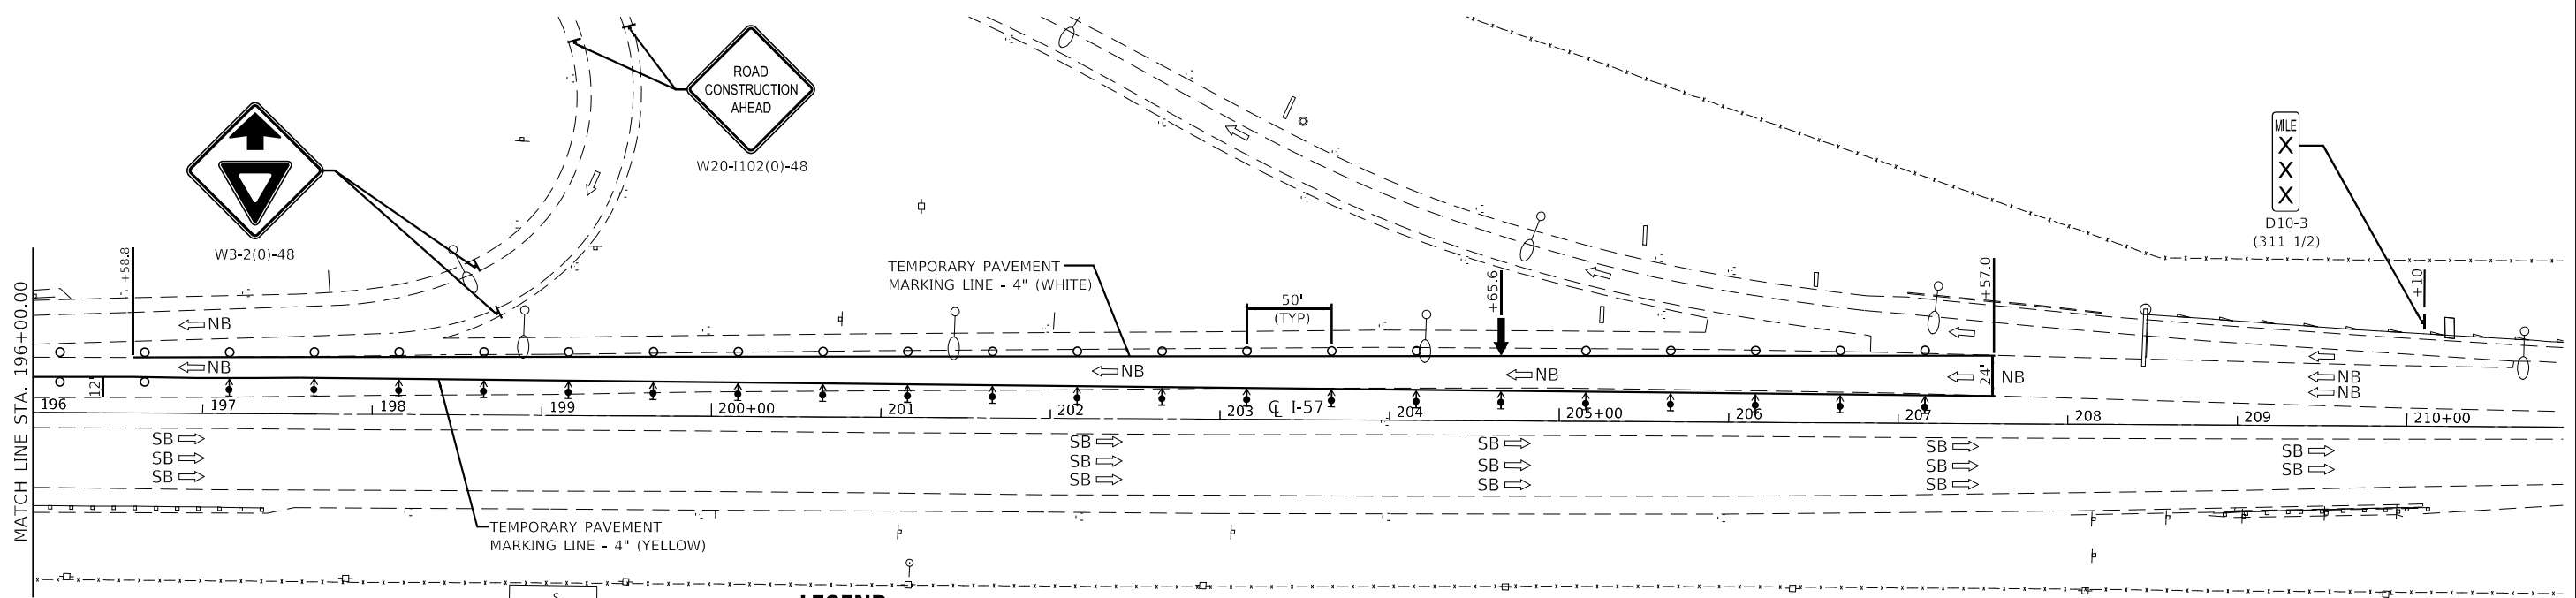 ROAD
CONSTRUCTION
AHEAD
W20-I102(0)-48
W3-2(0)-48
MILE
X
X
X
D10-3
(311 1/2)
MATCH LINE STA. 196+00.00
+58.8
TEMPORARY PAVEMENT
MARKING LINE - 4" (WHITE)
50'
(TYP)
+65.6
+57.0
+10
NB
NB
NB
NB
NB
NB
NB
12'
24'
196
197
198
199
200+00
201
202
203
℄ I-57
204
205+00
206
207
208
209
210+00
SB
SB
SB
SB
SB
SB
SB
SB
SB
SB
SB
SB
SB
SB
TEMPORARY PAVEMENT
MARKING LINE - 4" (YELLOW)
S